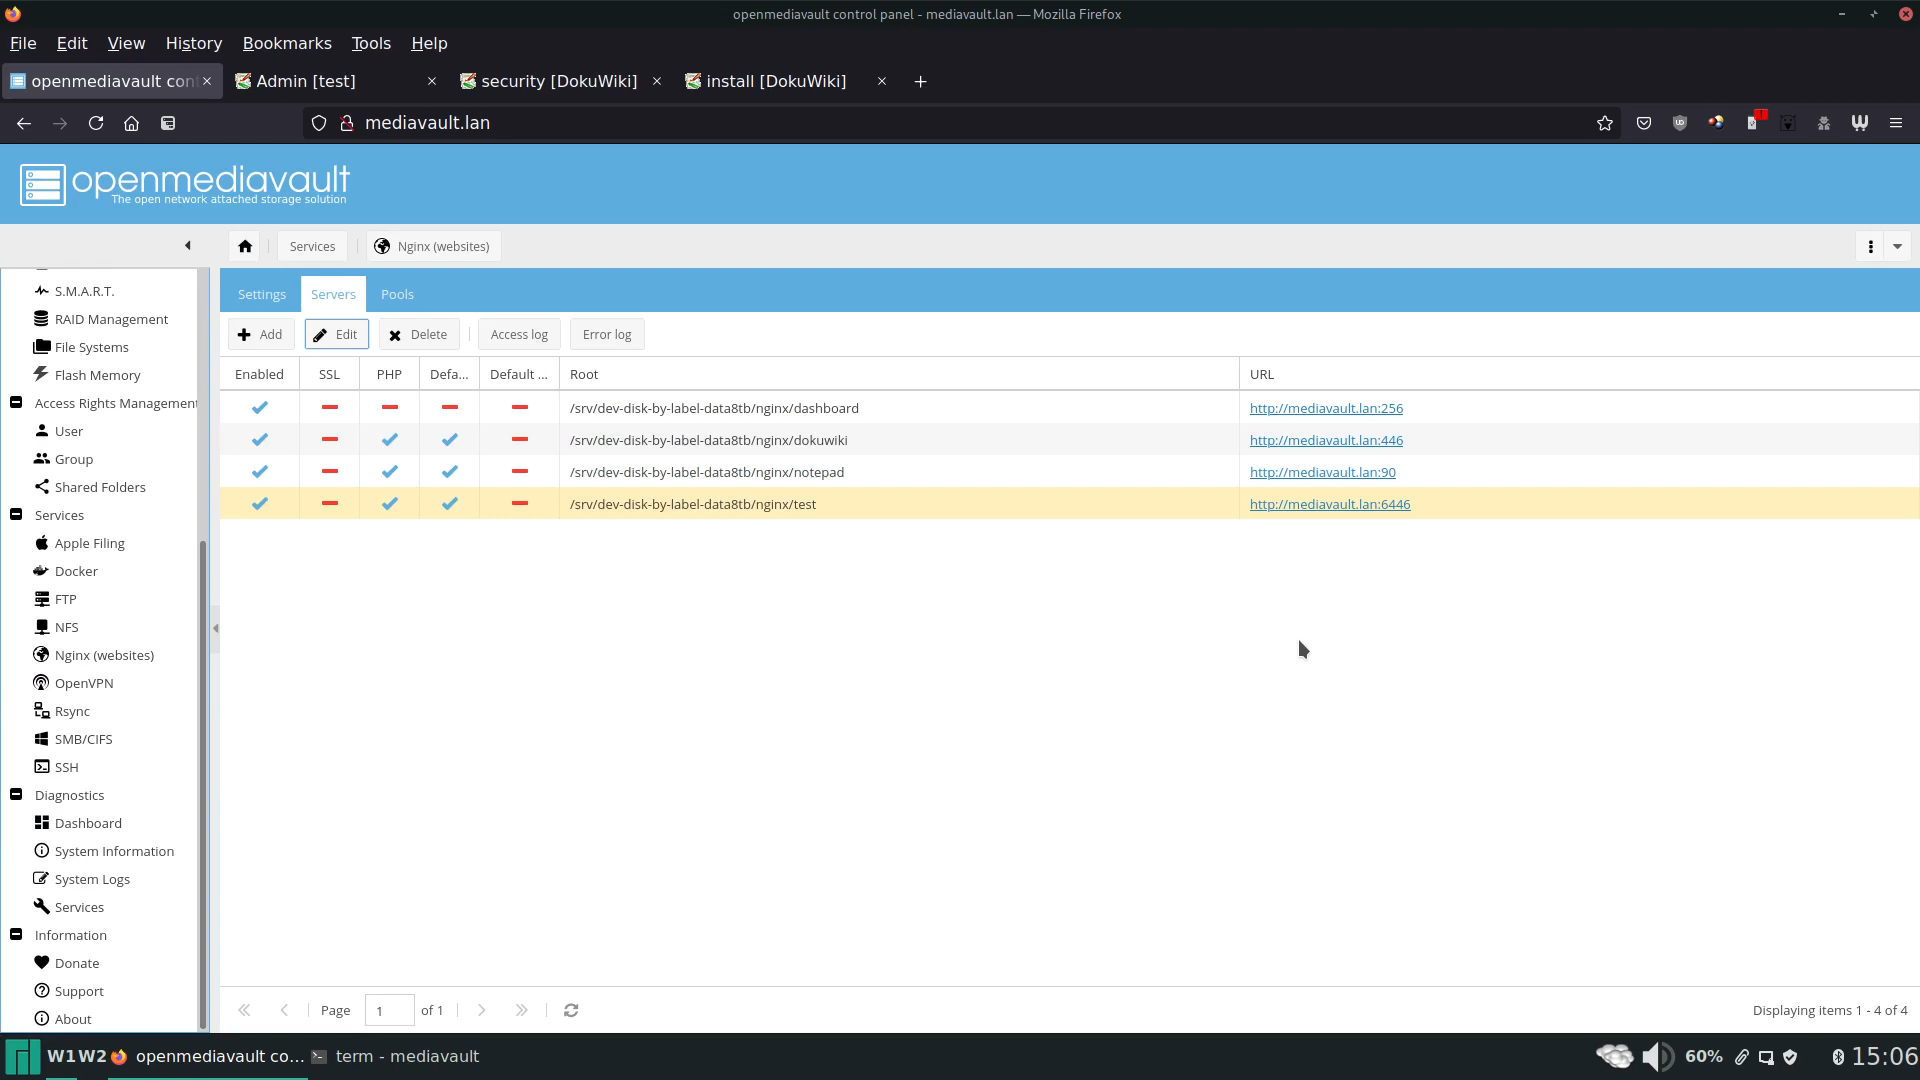 openmediavault control panel - mediavault.lan — Mozilla Firefox
File Edit View History Bookmarks Tools Help
openmediavault con
Admin [test]
security [DokuWiki]
install [DokuWiki]
mediavault.lan
openmediavault
The open network attached storage solution
Services
Nginx (websites)
S.M.A.R.T.
RAID Management
File Systems
Flash Memory
Access Rights Management
User
Group
Shared Folders
Services
Apple Filing
Docker
FTP
NFS
Nginx (websites)
OpenVPN
Rsync
SMB/CIFS
SSH
Diagnostics
Dashboard
System Information
System Logs
Services
Information
Donate
Support
About
Settings Servers Pools
Add Edit Delete Access log Error log
Enabled SSL PHP Defa... Default ... Root URL
/srv/dev-disk-by-label-data8tb/nginx/dashboard http://mediavault.lan:256
/srv/dev-disk-by-label-data8tb/nginx/dokuwiki http://mediavault.lan:446
/srv/dev-disk-by-label-data8tb/nginx/notepad http://mediavault.lan:90
/srv/dev-disk-by-label-data8tb/nginx/test http://mediavault.lan:6446
Page 1 of 1
Displaying items 1 - 4 of 4
W1 W2 openmediavault co... term - mediavault
60% 15:06